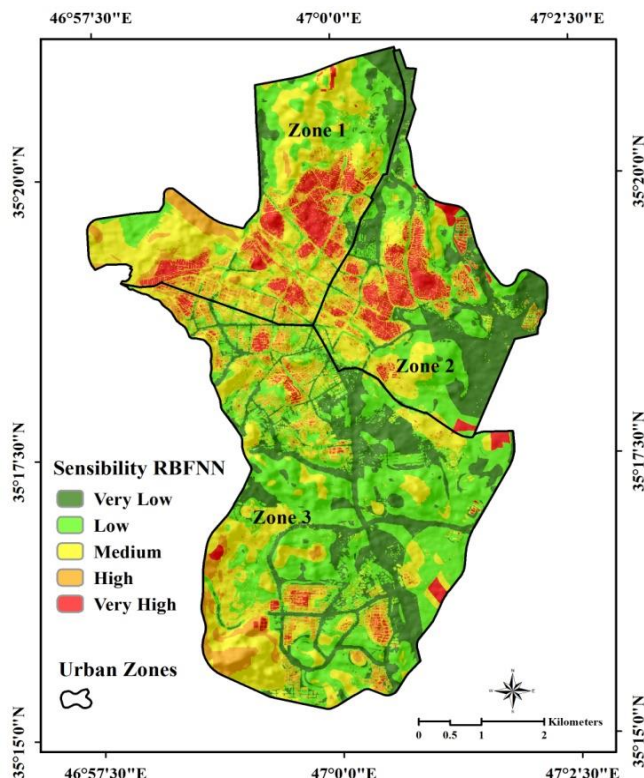 46°57'30"E 47°0'0"E 47°2'30"E
35°20'0"N
35°20'0"N
Zone 1
Zone 2
35°17'30"N
35°17'30"N
Sensibility RBFNN
Very Low
Low
Medium
High
Very High
Zone 3
Urban Zones
N
W E
S
Kilometers
0 0.5 1 2
35°15'0"N
35°15'0"N
46°57'30"E 47°0'0"E 47°2'30"E